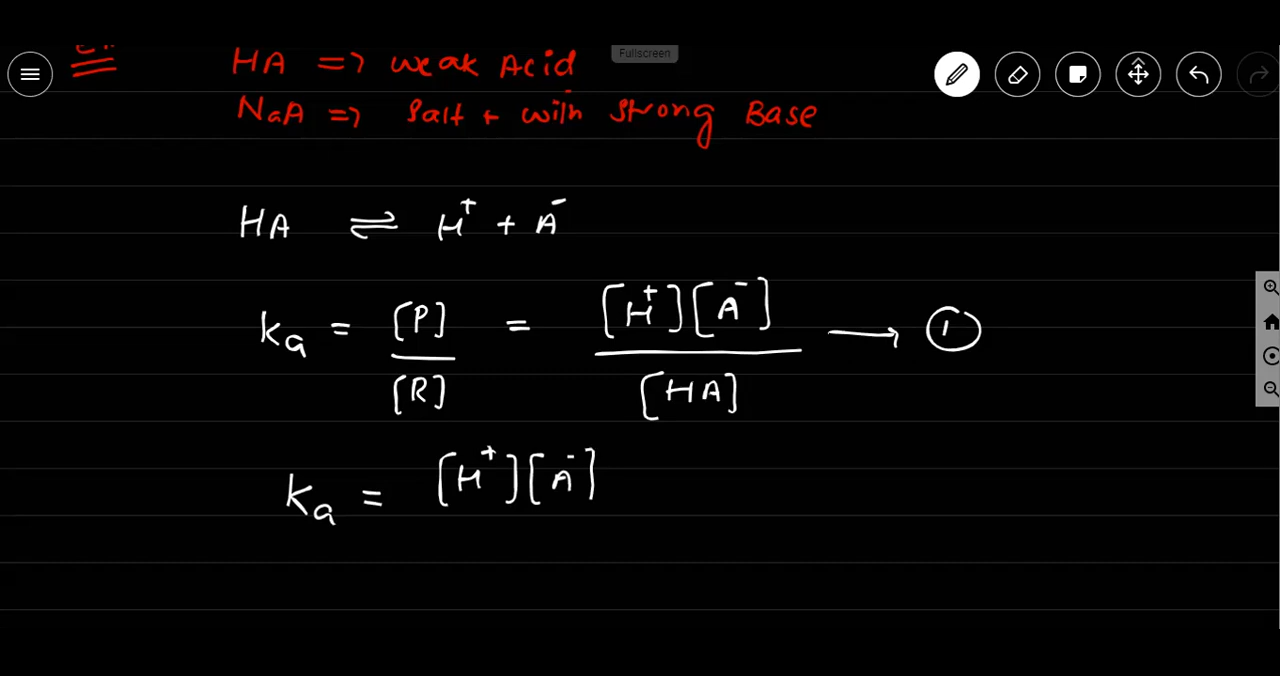 Fullscreen
HA => weak Acid
NaA => Salt + with strong Base
HA ⇌ H⁺ + A⁻
Ka = [P] / [R] = [H⁺][A⁻] / [HA] → ①
Ka = [H⁺][A⁻]